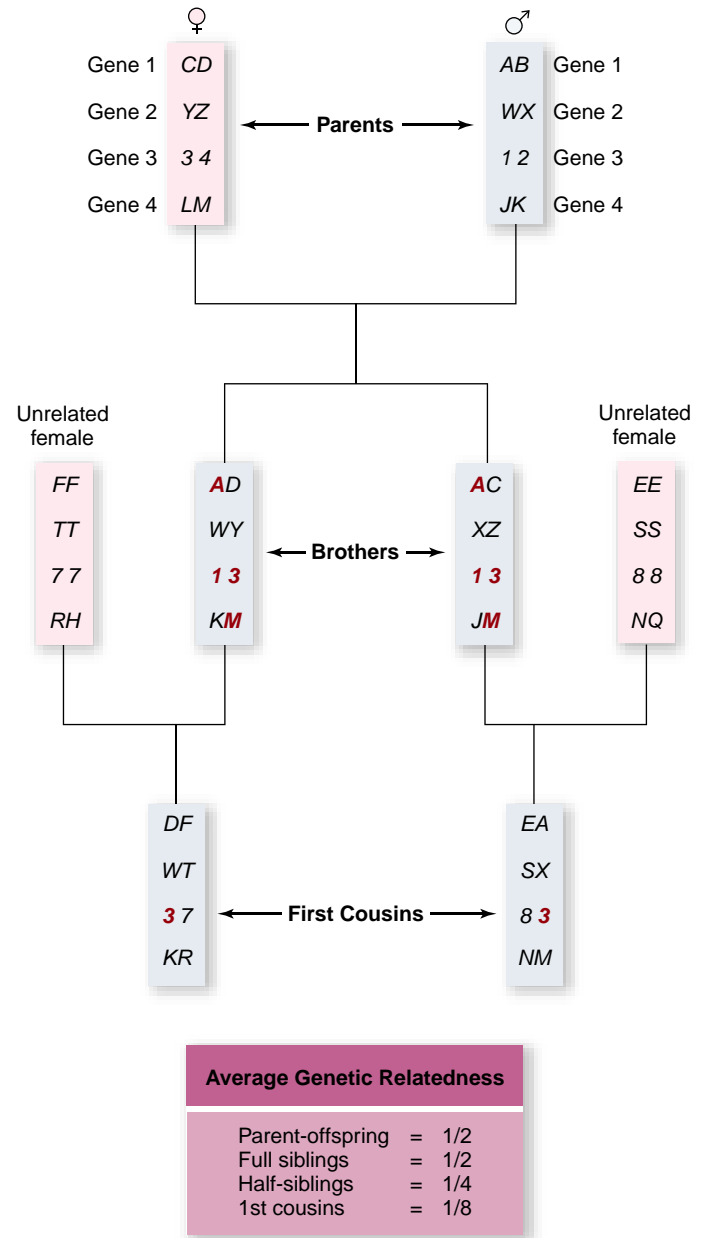 ♀ ♂
Gene 1 CD AB Gene 1
Gene 2 YZ WX Gene 2
Parents
Gene 3 3 4 1 2 Gene 3
Gene 4 LM JK Gene 4
Unrelated female
Unrelated female
FF AD AC EE
TT WY XZ SS
Brothers
7 7 1 3 1 3 8 8
RH KM JM NQ
DF EA
WT SX
3 7 First Cousins 8 3
KR NM
Average Genetic Relatedness
Parent-offspring = 1/2
Full siblings = 1/2
Half-siblings = 1/4
1st cousins = 1/8